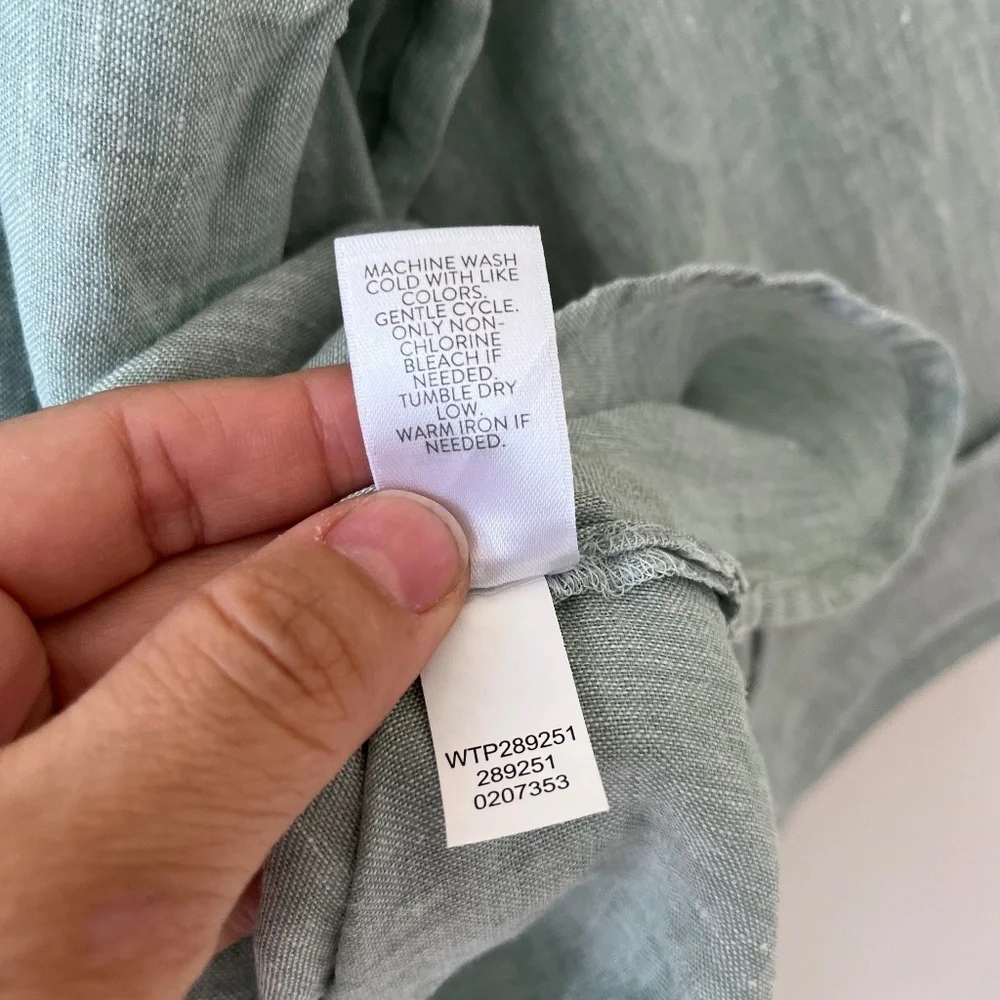 MACHINE WASH
COLD WITH LIKE
COLORS.
GENTLE CYCLE.
ONLY NON-
CHLORINE
BLEACH IF
NEEDED.
TUMBLE DRY
LOW.
WARM IRON IF
NEEDED.
WTP289251
289251
0207353